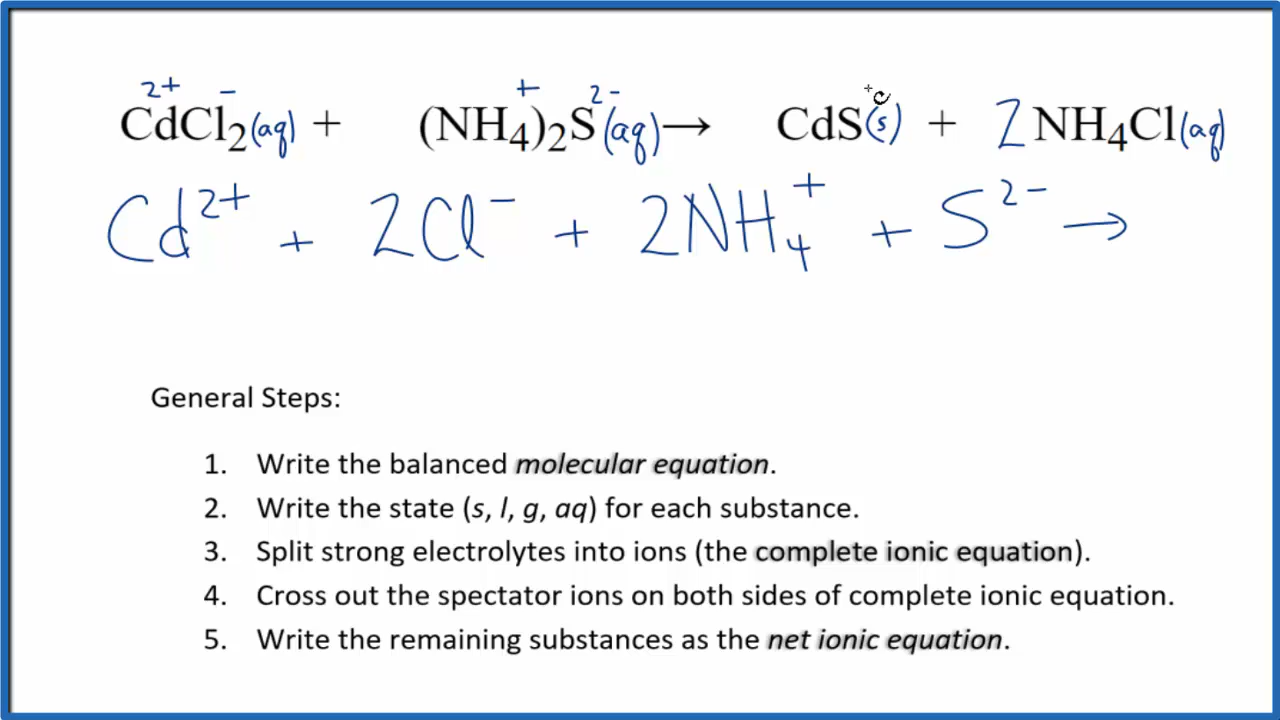 2+ - + 2-
CdCl₂(aq) + (NH₄)₂S(aq) → CdS(s) + 2NH₄Cl(aq)
Cd²⁺ + 2Cl⁻ + 2NH₄⁺ + S²⁻ →
General Steps:
1. Write the balanced molecular equation.
2. Write the state (s, l, g, aq) for each substance.
3. Split strong electrolytes into ions (the complete ionic equation).
4. Cross out the spectator ions on both sides of complete ionic equation.
5. Write the remaining substances as the net ionic equation.